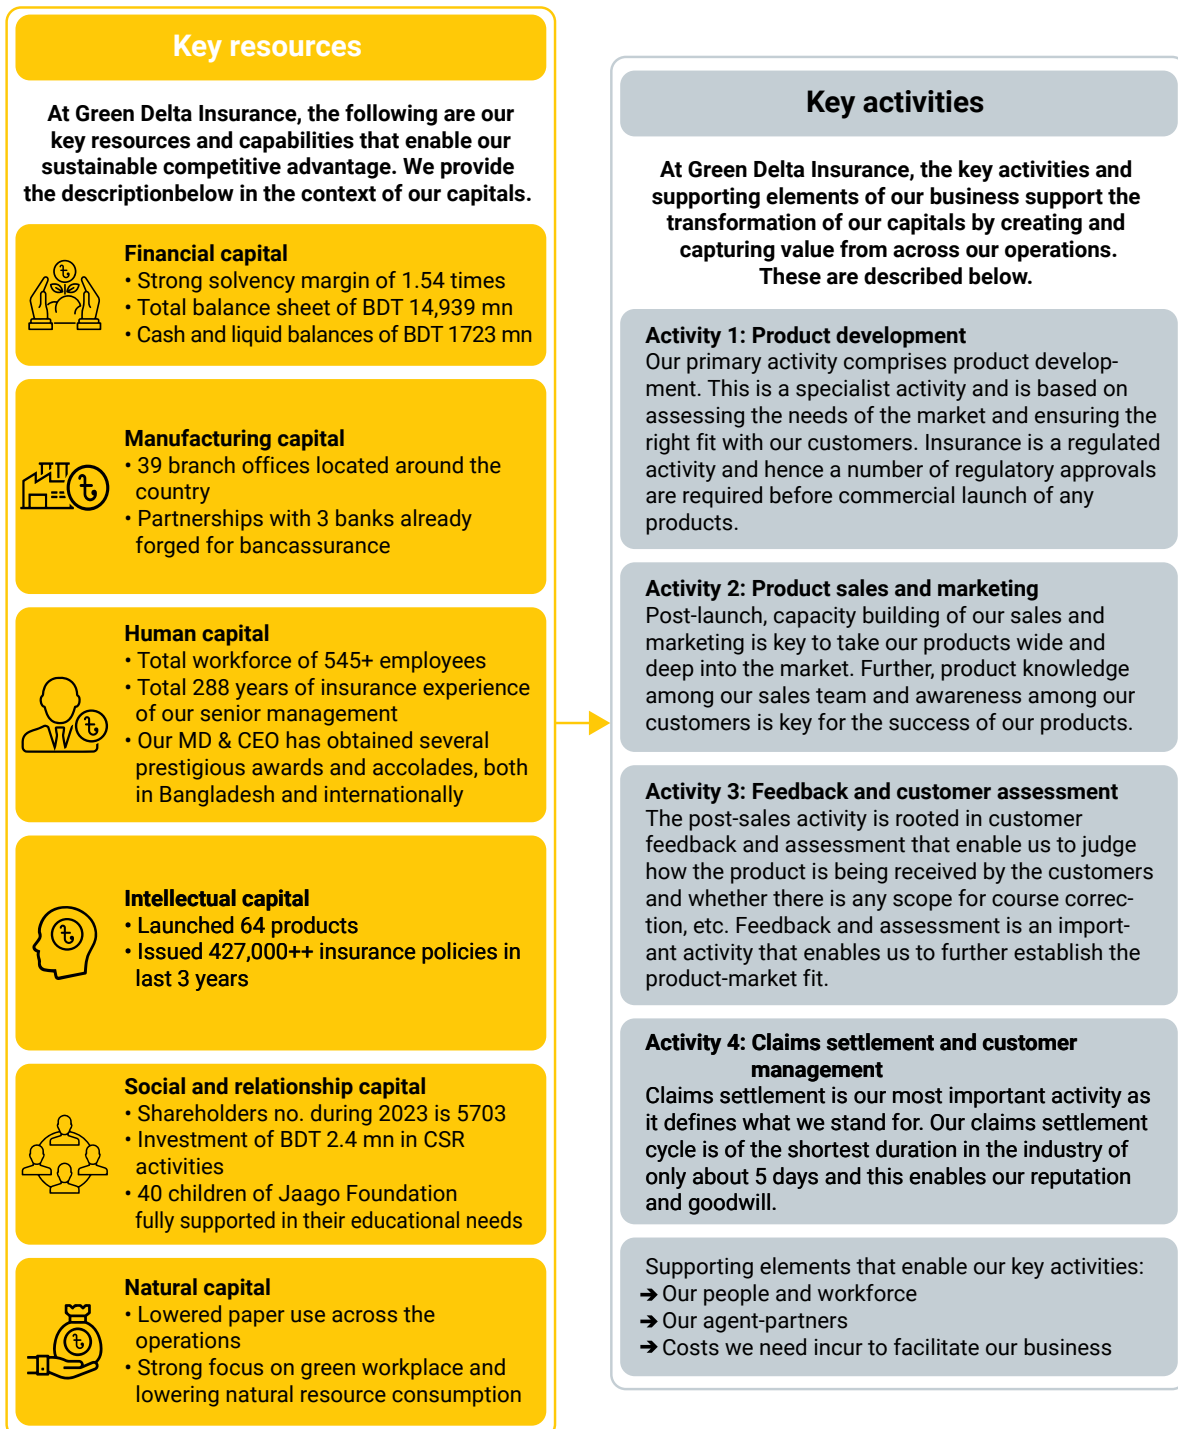 Key resources
At Green Delta Insurance, the following are our
key resources and capabilities that enable our
sustainable competitive advantage. We provide
the descriptionbelow in the context of our capitals.
Financial capital
• Strong solvency margin of 1.54 times
• Total balance sheet of BDT 14,939 mn
• Cash and liquid balances of BDT 1723 mn
Manufacturing capital
• 39 branch offices located around the
country
• Partnerships with 3 banks already
forged for bancassurance
Human capital
• Total workforce of 545+ employees
• Total 288 years of insurance experience
of our senior management
• Our MD & CEO has obtained several
prestigious awards and accolades, both
in Bangladesh and internationally
Intellectual capital
• Launched 64 products
• Issued 427,000++ insurance policies in
last 3 years
Social and relationship capital
• Shareholders no. during 2023 is 5703
• Investment of BDT 2.4 mn in CSR
activities
• 40 children of Jaago Foundation
fully supported in their educational needs
Natural capital
• Lowered paper use across the
operations
• Strong focus on green workplace and
lowering natural resource consumption
Key activities
At Green Delta Insurance, the key activities and
supporting elements of our business support the
transformation of our capitals by creating and
capturing value from across our operations.
These are described below.
Activity 1: Product development
Our primary activity comprises product develop-
ment. This is a specialist activity and is based on
assessing the needs of the market and ensuring the
right fit with our customers. Insurance is a regulated
activity and hence a number of regulatory approvals
are required before commercial launch of any
products.
Activity 2: Product sales and marketing
Post-launch, capacity building of our sales and
marketing is key to take our products wide and
deep into the market. Further, product knowledge
among our sales team and awareness among our
customers is key for the success of our products.
Activity 3: Feedback and customer assessment
The post-sales activity is rooted in customer
feedback and assessment that enable us to judge
how the product is being received by the customers
and whether there is any scope for course correc-
tion, etc. Feedback and assessment is an import-
ant activity that enables us to further establish the
product-market fit.
Activity 4: Claims settlement and customer
management
Claims settlement is our most important activity as
it defines what we stand for. Our claims settlement
cycle is of the shortest duration in the industry of
only about 5 days and this enables our reputation
and goodwill.
Supporting elements that enable our key activities:
➔ Our people and workforce
➔ Our agent-partners
➔ Costs we need incur to facilitate our business